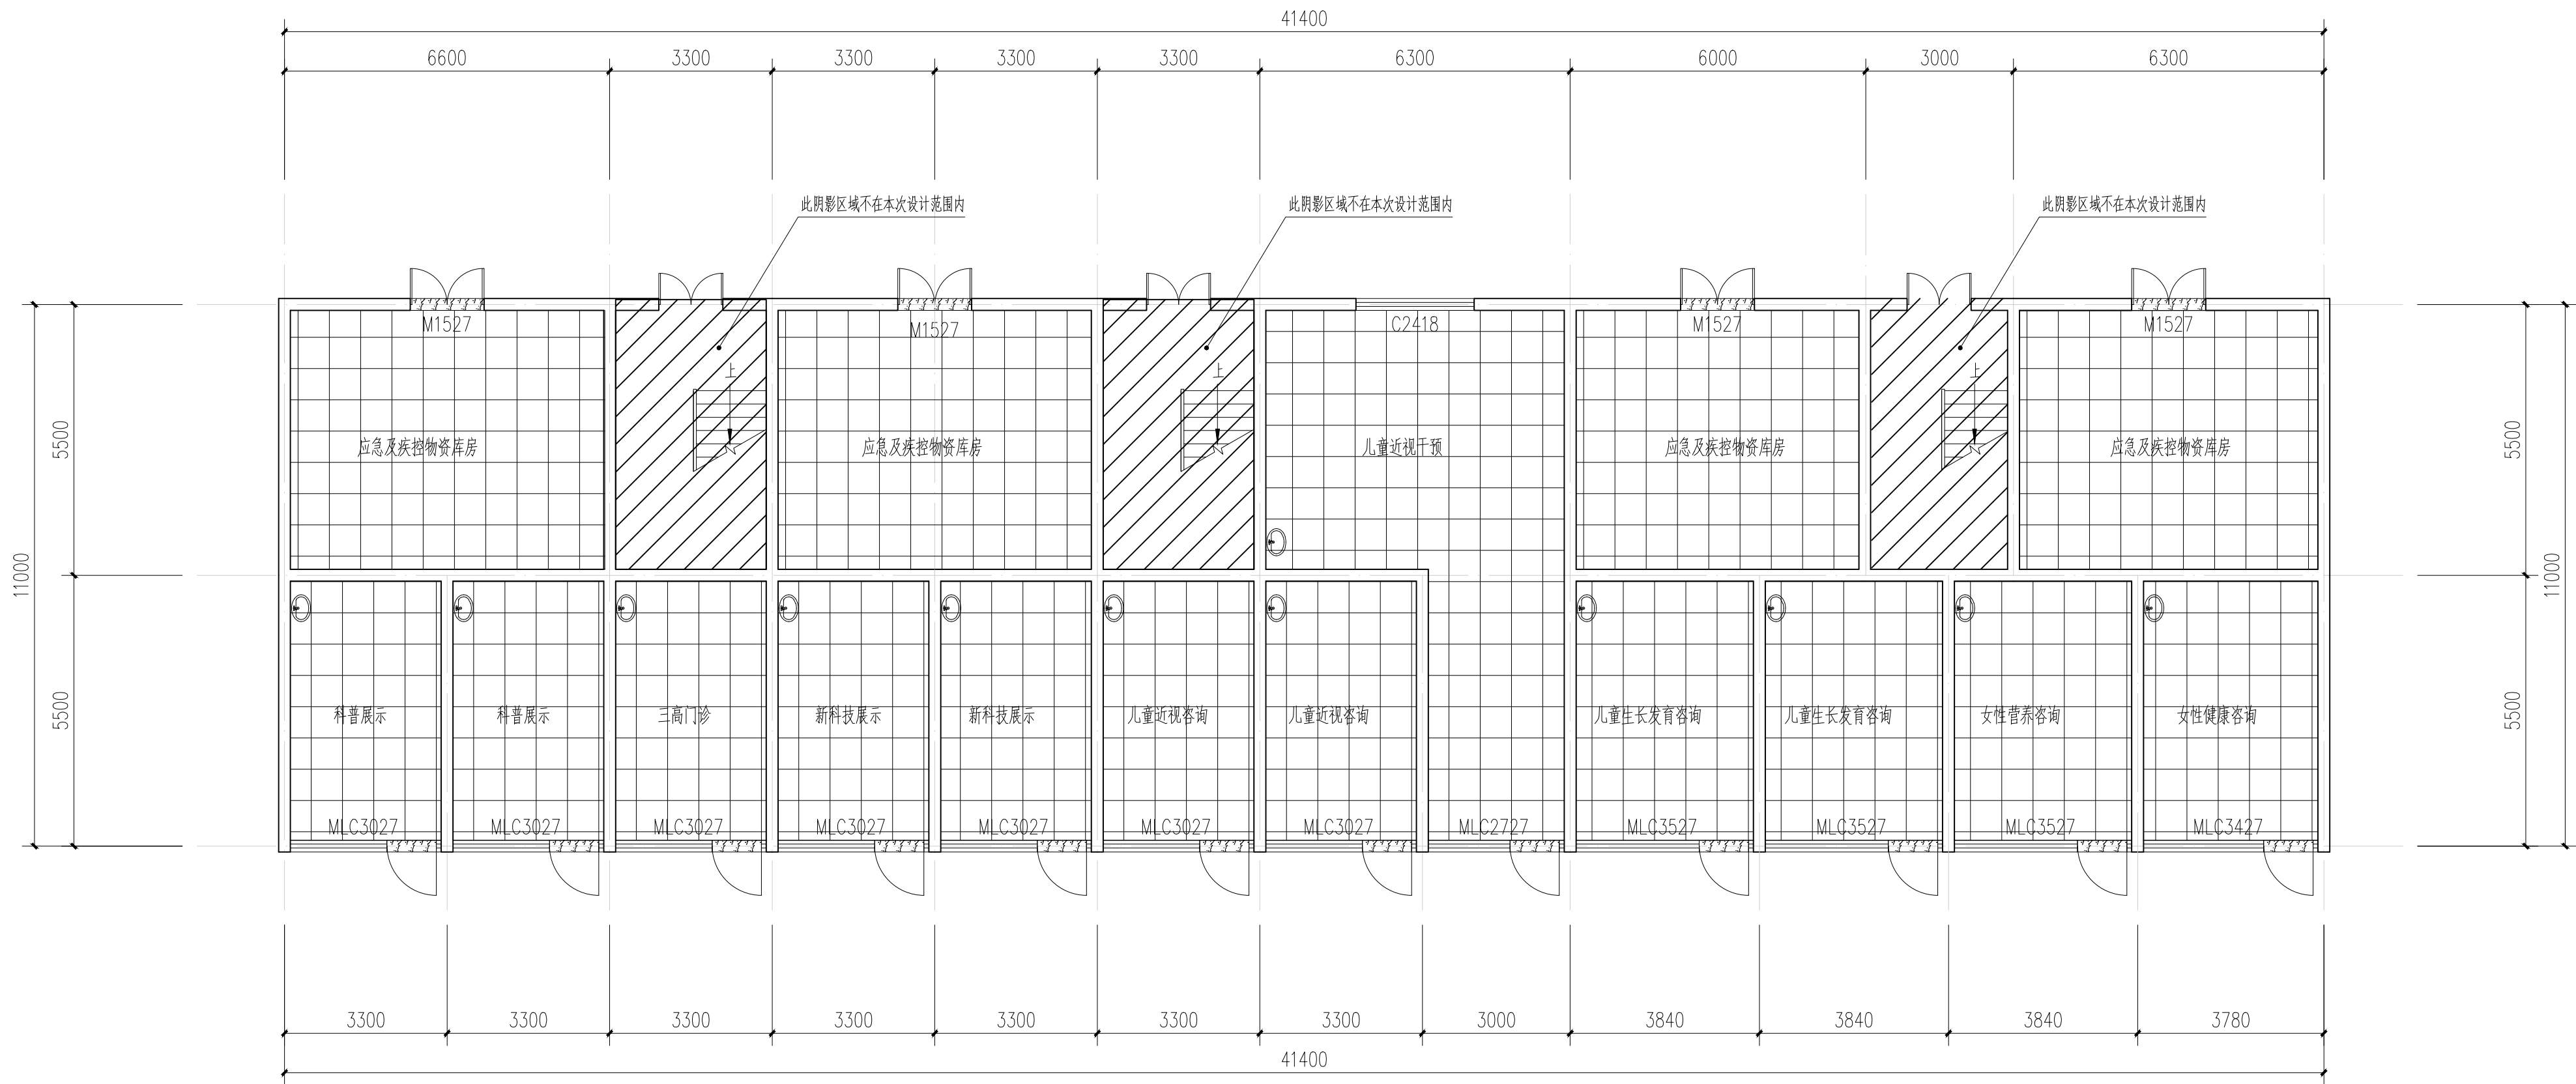 41400
6600 3300 3300 3300 3300 6300 6000 3000 6300
此阴影区域不在本次设计范围内 此阴影区域不在本次设计范围内 此阴影区域不在本次设计范围内
M1527 M1527 C2418 M1527 M1527
上 上 上
5500 5500
应急及疾控物资库房 应急及疾控物资库房 儿童近视干预 应急及疾控物资库房 应急及疾控物资库房
11000 11000
5500 5500
科普展示 科普展示 三高门诊 新科技展示 新科技展示 儿童近视咨询 儿童近视咨询 儿童生长发育咨询 儿童生长发育咨询 女性营养咨询 女性健康咨询
MLC3027 MLC3027 MLC3027 MLC3027 MLC3027 MLC3027 MLC3027 MLC2727 MLC3527 MLC3527 MLC3527 MLC3427
3300 3300 3300 3300 3300 3300 3300 3000 3840 3840 3840 3780
41400